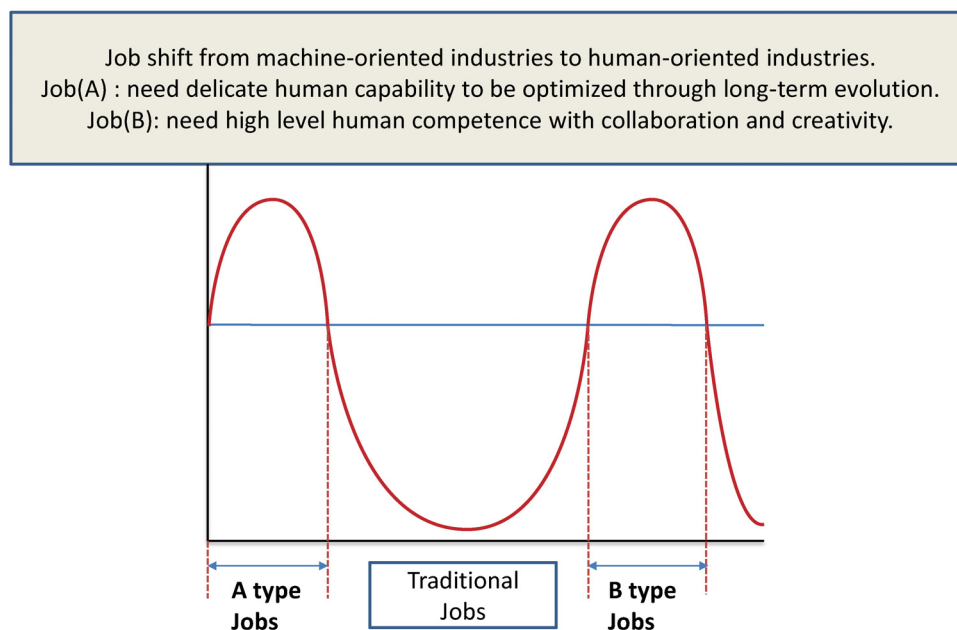 Job shift from machine-oriented industries to human-oriented industries.
Job(A) : need delicate human capability to be optimized through long-term evolution.
Job(B): need high level human competence with collaboration and creativity.
A type
Jobs
Traditional
Jobs
B type
Jobs